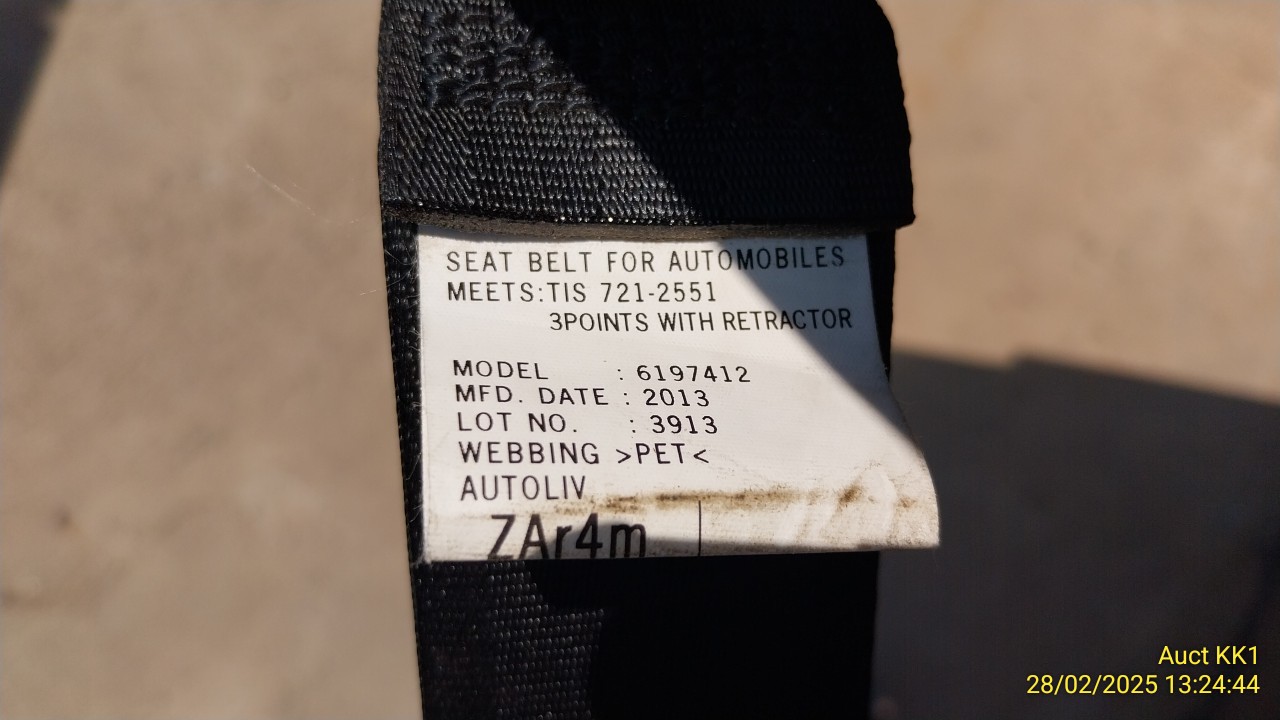 SEAT BELT FOR AUTOMOBILES
MEETS:TIS 721-2551
3POINTS WITH RETRACTOR
MODEL : 6197412
MFD. DATE : 2013
LOT NO. : 3913
WEBBING >PET<
AUTOLIV
ZAr4m
Auct KK1
28/02/2025 13:24:44